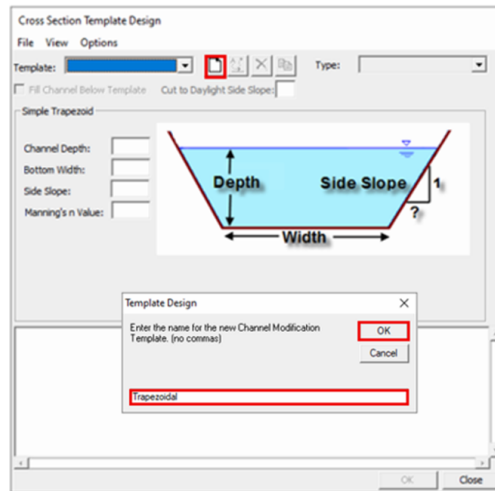 Cross Section Template Design
File View Options
Template: Type:
Fill Channel Below Template Cut to Daylight Side Slope:
Simple Trapezoid
Channel Depth:
Bottom Width:
Side Slope:
Manning's n Value:
Depth Side Slope 1
?
Width
Template Design
Enter the name for the new Channel Modification
Template. (no commas)
OK
Cancel
Trapezoidal
OK Close